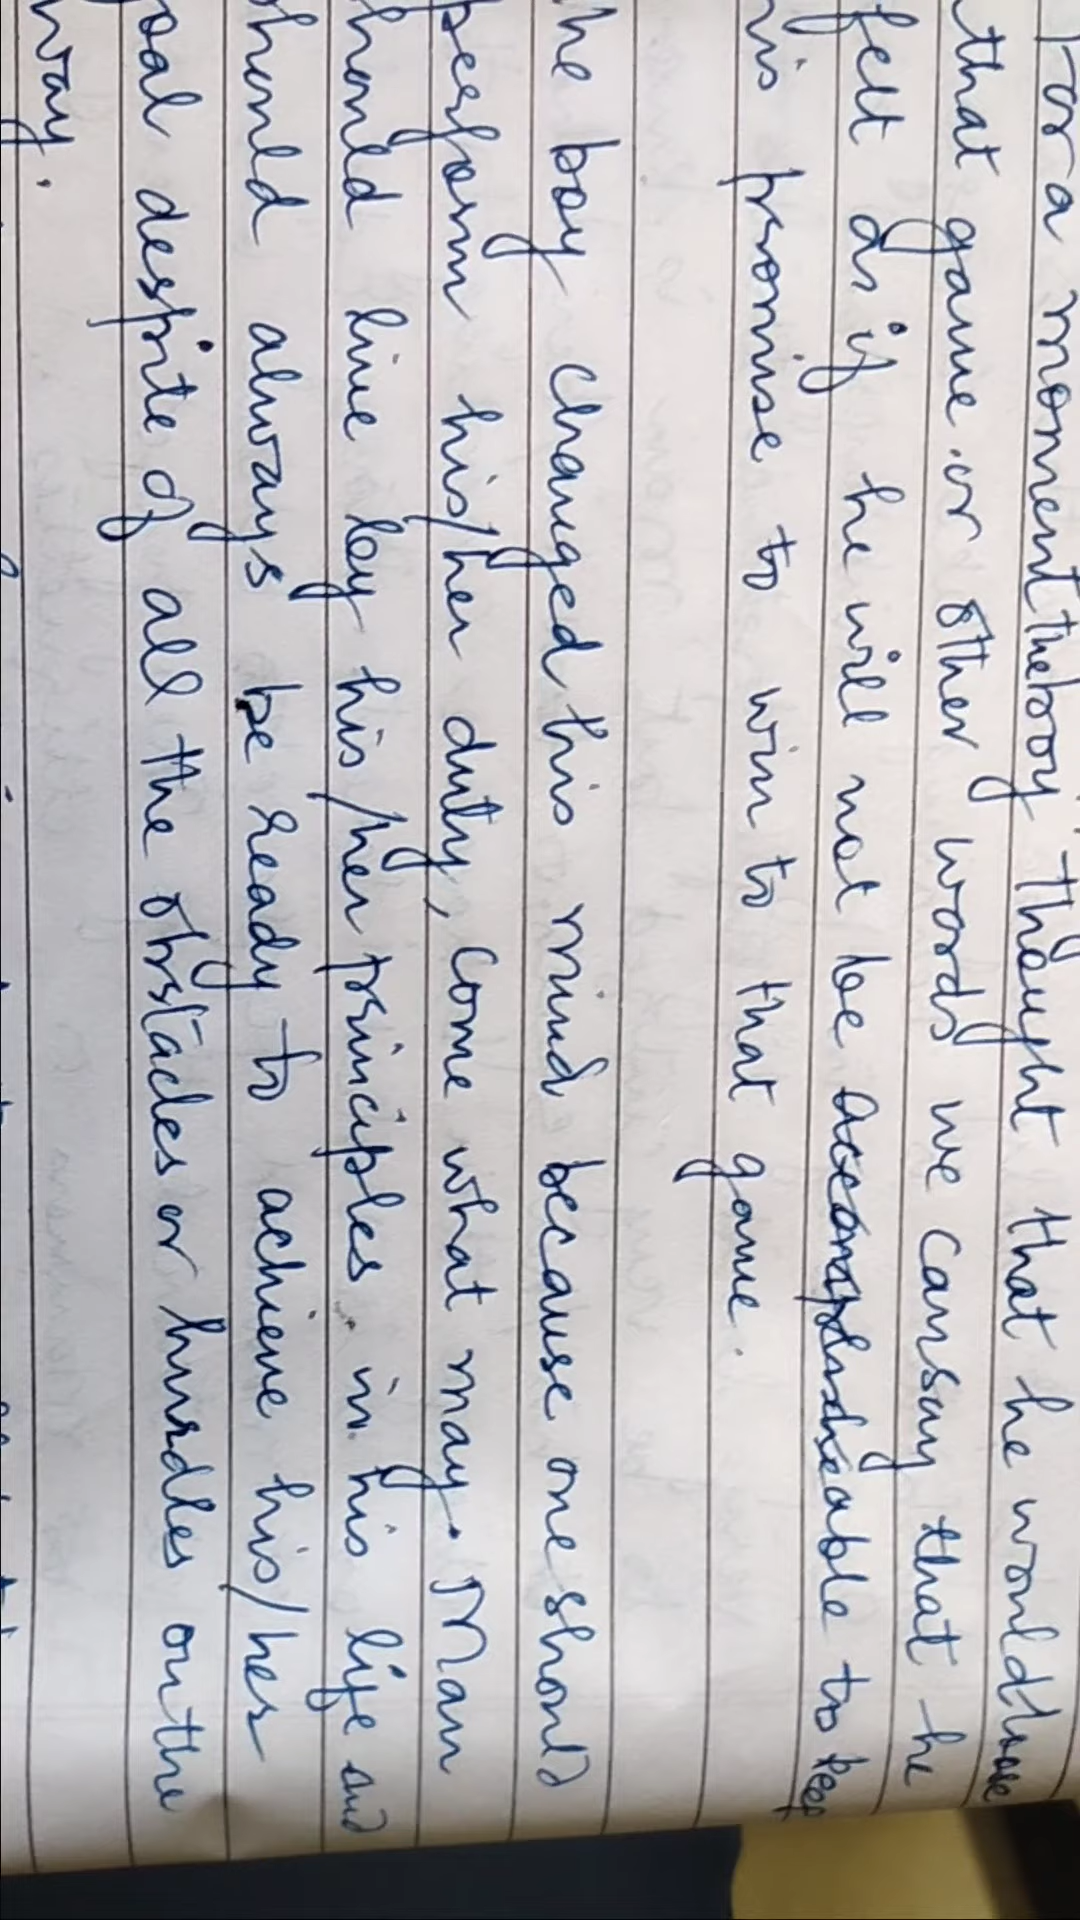 For a moment the boy thought that he would lose
that game or other words we can say that he
felt as if he will not be able to keep
his promise to win to that game.
he boy changed his mind because one should
perform his/her duty, come what may. Man
hould live by his/her principles in his life and
hould always be ready to achieve his/her
oal despite of all the obstacles or hurdles on the
way.